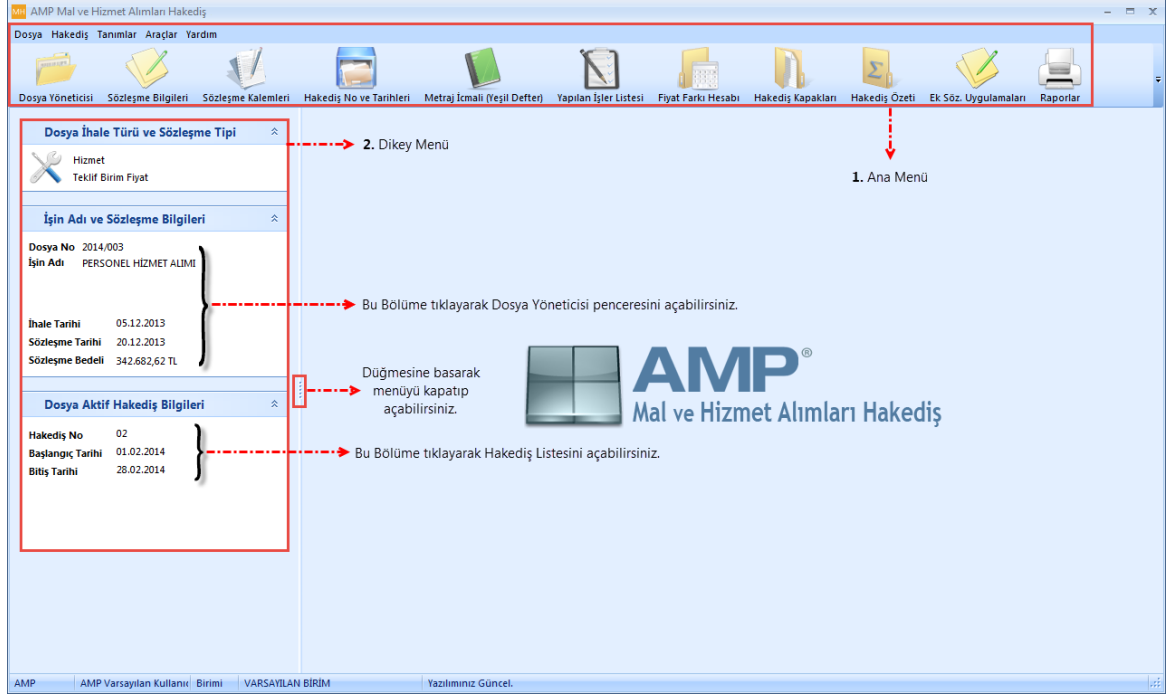 MH AMP Mal ve Hizmet Alımları Hakediş
Dosya Hakediş Tanımlar Araçlar Yardım
Dosya Yöneticisi Sözleşme Bilgileri Sözleşme Kalemleri Hakediş No ve Tarihleri Metraj İcmali (Yeşil Defter) Yapılan İşler Listesi Fiyat Farkı Hesabı Hakediş Kapakları Hakediş Özeti Ek Söz. Uygulamaları Raporlar
Dosya İhale Türü ve Sözleşme Tipi
Hizmet
Teklif Birim Fiyat
2. Dikey Menü
1. Ana Menü
İşin Adı ve Sözleşme Bilgileri
Dosya No 2014/003
İşin Adı PERSONEL HİZMET ALIMI
İhale Tarihi 05.12.2013
Sözleşme Tarihi 20.12.2013
Sözleşme Bedeli 342.682,62 TL
Bu Bölüme tıklayarak Dosya Yöneticisi penceresini açabilirsiniz.
Düğmesine basarak
menüyü kapatıp
açabilirsiniz.
AMP®
Mal ve Hizmet Alımları Hakediş
Dosya Aktif Hakediş Bilgileri
Hakediş No 02
Başlangıç Tarihi 01.02.2014
Bitiş Tarihi 28.02.2014
Bu Bölüme tıklayarak Hakediş Listesini açabilirsiniz.
AMP AMP Varsayılan Kullanıc Birimi VARSAYILAN BİRİM Yazılımınız Güncel.